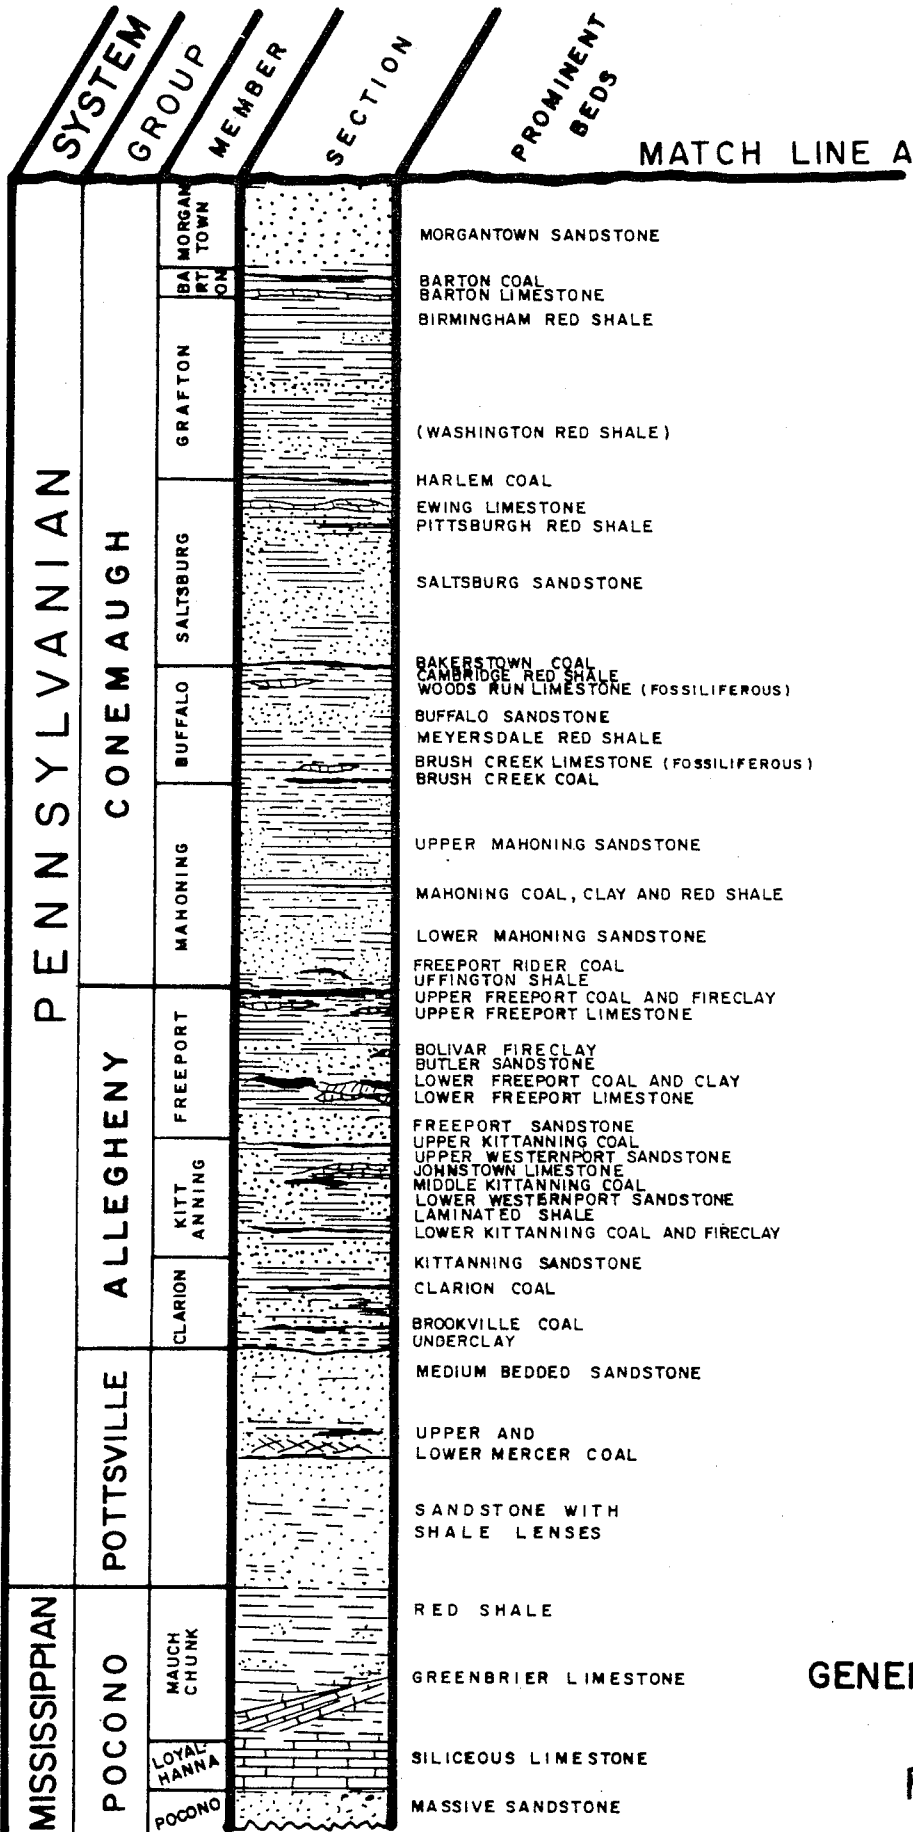 SYSTEM
GROUP
MEMBER
SECTION
PROMINENT
BEDS
MATCH LINE A
PENNSYLVANIAN
CONEMAUGH
MORGAN
TOWN
MORGANTOWN SANDSTONE
BA
RT
ON
BARTON COAL
BARTON LIMESTONE
BIRMINGHAM RED SHALE
GRAFTON
(WASHINGTON RED SHALE)
HARLEM COAL
EWING LIMESTONE
PITTSBURGH RED SHALE
SALTSBURG
SALTSBURG SANDSTONE
BAKERSTOWN COAL
CAMBRIDGE RED SHALE
WOODS RUN LIMESTONE (FOSSILIFEROUS)
BUFFALO
BUFFALO SANDSTONE
MEYERSDALE RED SHALE
BRUSH CREEK LIMESTONE (FOSSILIFEROUS)
BRUSH CREEK COAL
MAHONING
UPPER MAHONING SANDSTONE
MAHONING COAL, CLAY AND RED SHALE
LOWER MAHONING SANDSTONE
FREEPORT RIDER COAL
UFFINGTON SHALE
ALLEGHENY
FREEPORT
UPPER FREEPORT COAL AND FIRECLAY
UPPER FREEPORT LIMESTONE
BOLIVAR FIRECLAY
BUTLER SANDSTONE
LOWER FREEPORT COAL AND CLAY
LOWER FREEPORT LIMESTONE
FREEPORT SANDSTONE
KITT
ANNING
UPPER KITTANNING COAL
UPPER WESTERNPORT SANDSTONE
JOHNSTOWN LIMESTONE
MIDDLE KITTANNING COAL
LOWER WESTERNPORT SANDSTONE
LAMINATED SHALE
LOWER KITTANNING COAL AND FIRECLAY
KITTANNING SANDSTONE
CLARION
CLARION COAL
BROOKVILLE COAL
UNDERCLAY
POTTSVILLE
MEDIUM BEDDED SANDSTONE
UPPER AND
LOWER MERCER COAL
SANDSTONE WITH
SHALE LENSES
MISSISSIPPIAN
POCONO
MAUCH
CHUNK
RED SHALE
GREENBRIER LIMESTONE
LOYAL-
HANNA
SILICEOUS LIMESTONE
POCONO
MASSIVE SANDSTONE